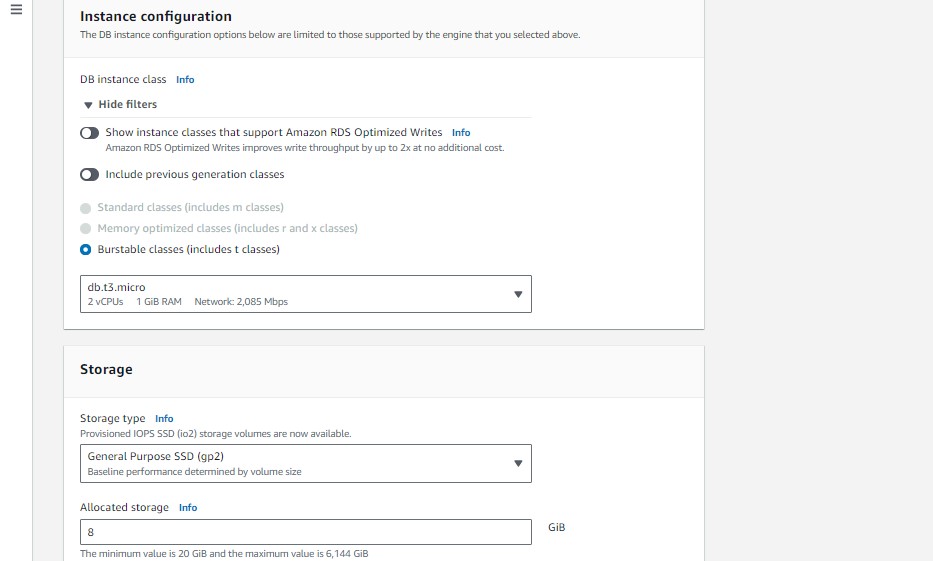 Instance configuration
The DB instance configuration options below are limited to those supported by the engine that you selected above.
DB instance class Info
Hide filters
Show instance classes that support Amazon RDS Optimized Writes Info
Amazon RDS Optimized Writes improves write throughput by up to 2x at no additional cost.
Include previous generation classes
Standard classes (includes m classes)
Memory optimized classes (includes r and x classes)
Burstable classes (includes t classes)
db.t3.micro
2 vCPUs 1 GiB RAM Network: 2,085 Mbps
Storage
Storage type Info
Provisioned IOPS SSD (io2) storage volumes are now available.
General Purpose SSD (gp2)
Baseline performance determined by volume size
Allocated storage Info
8 GiB
The minimum value is 20 GiB and the maximum value is 6,144 GiB